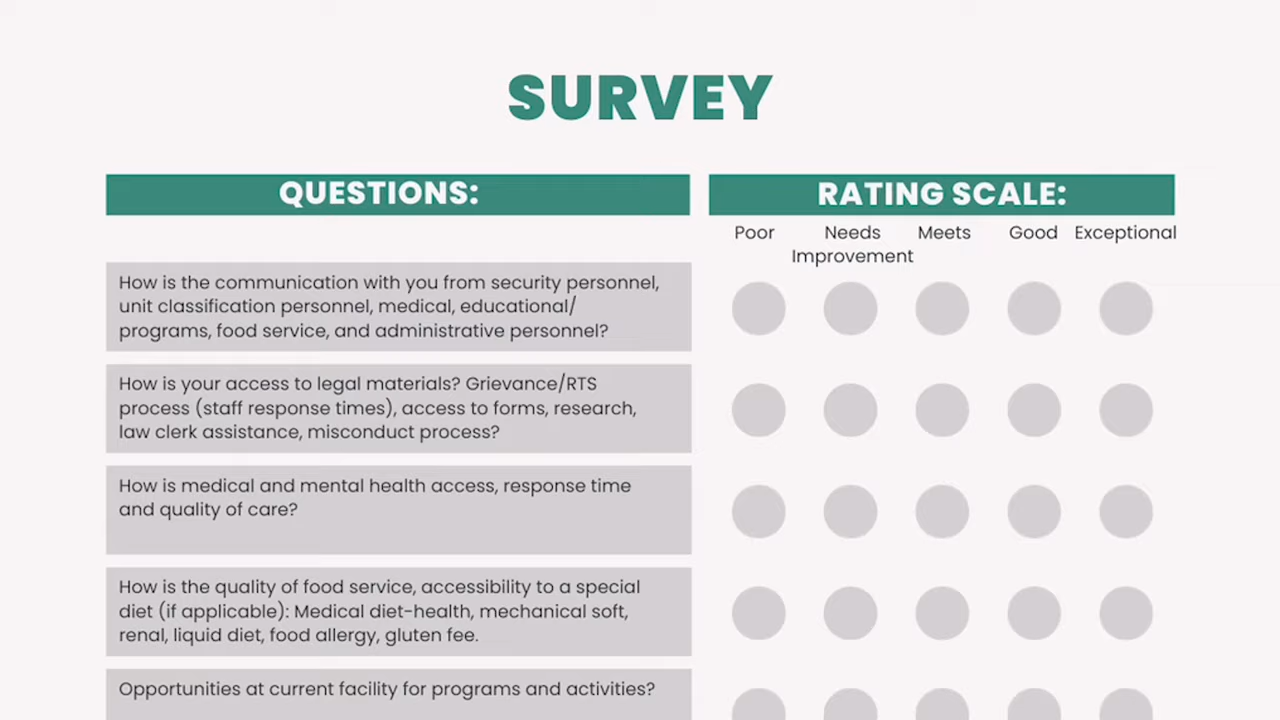 SURVEY
QUESTIONS:
RATING SCALE:
Poor Needs Improvement Meets Good Exceptional
How is the communication with you from security personnel,
unit classification personnel, medical, educational/
programs, food service, and administrative personnel?
How is your access to legal materials? Grievance/RTS
process (staff response times), access to forms, research,
law clerk assistance, misconduct process?
How is medical and mental health access, response time
and quality of care?
How is the quality of food service, accessibility to a special
diet (if applicable): Medical diet-health, mechanical soft,
renal, liquid diet, food allergy, gluten fee.
Opportunities at current facility for programs and activities?